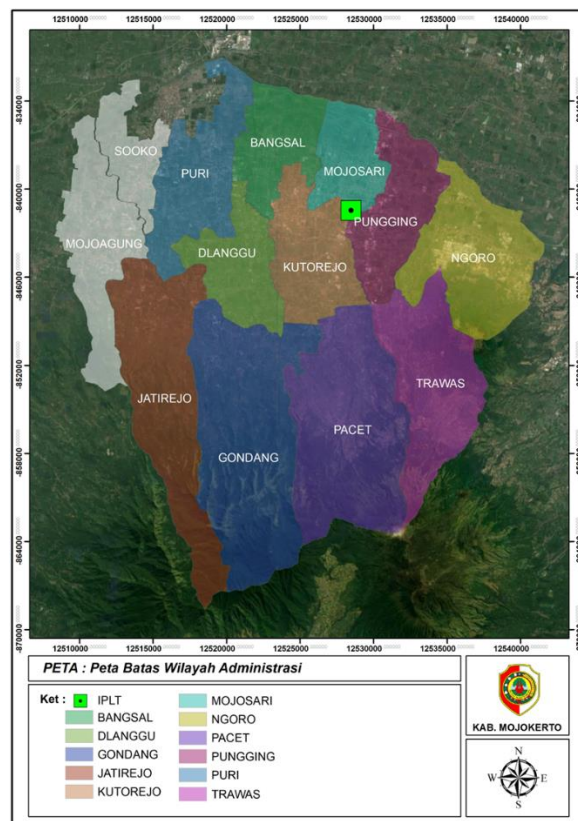 12510000 12515000 12520000 12525000 12530000 12535000 12540000
-834000
-840000
-846000
-852000
-858000
-864000
-870000
BANGSAL
SOOKO
MOJOSARI
PURI
PUNGGING
MOJOAGUNG
DLANGGU
NGORO
KUTOREJO
TRAWAS
JATIREJO
PACET
GONDANG
12510000 12515000 12520000 12525000 12530000 12535000 12540000
PETA : Peta Batas Wilayah Administrasi
Ket :
IPLT
BANGSAL
DLANGGU
GONDANG
JATIREJO
KUTOREJO
MOJOSARI
NGORO
PACET
PUNGGING
PURI
TRAWAS
KAB. MOJOKERTO
N
W E
S